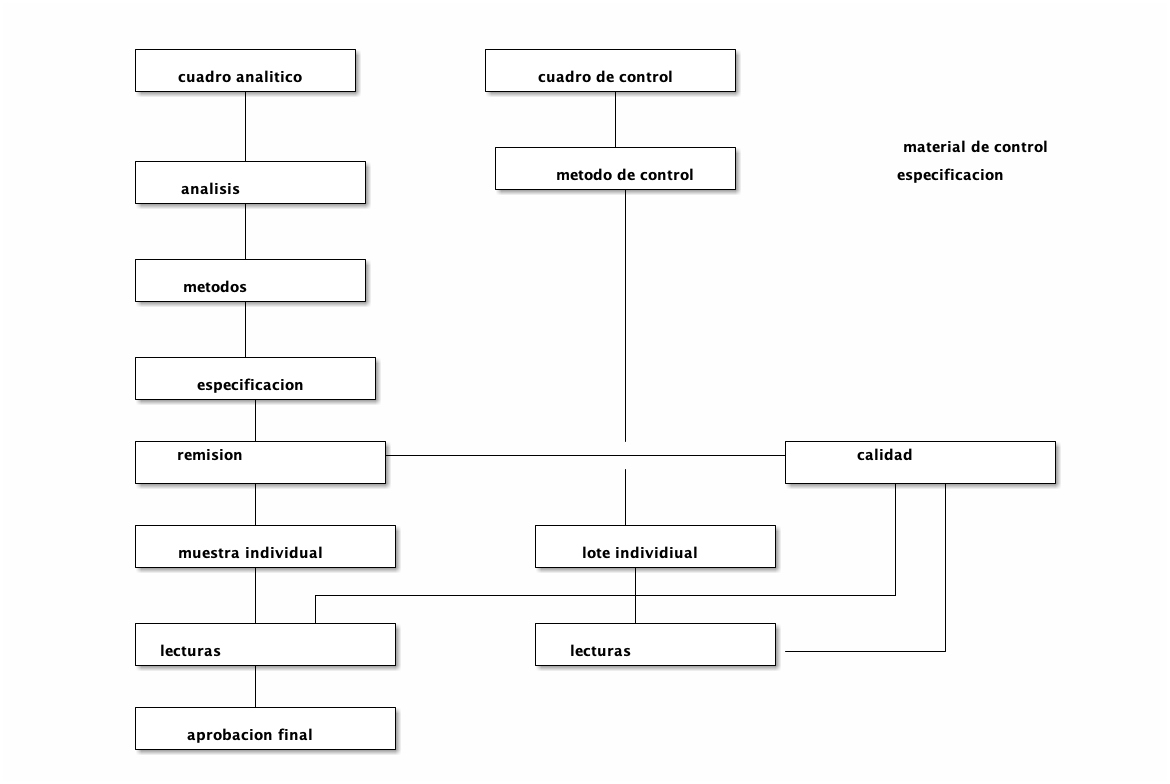 cuadro analitico
cuadro de control
material de control
metodo de control
especificacion
analisis
metodos
especificacion
remision
calidad
muestra individual
lote individiual
lecturas
lecturas
aprobacion final